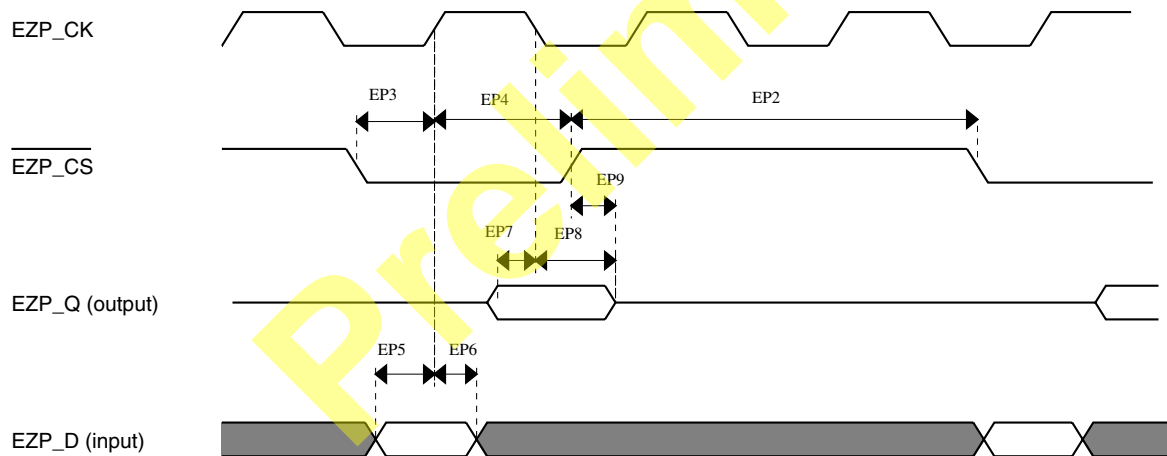 EZP_CK
EP3
EP4
EP2
EZP_CS
EP9
EP7
EP8
EZP_Q (output)
EP5
EP6
EZP_D (input)
Prelim